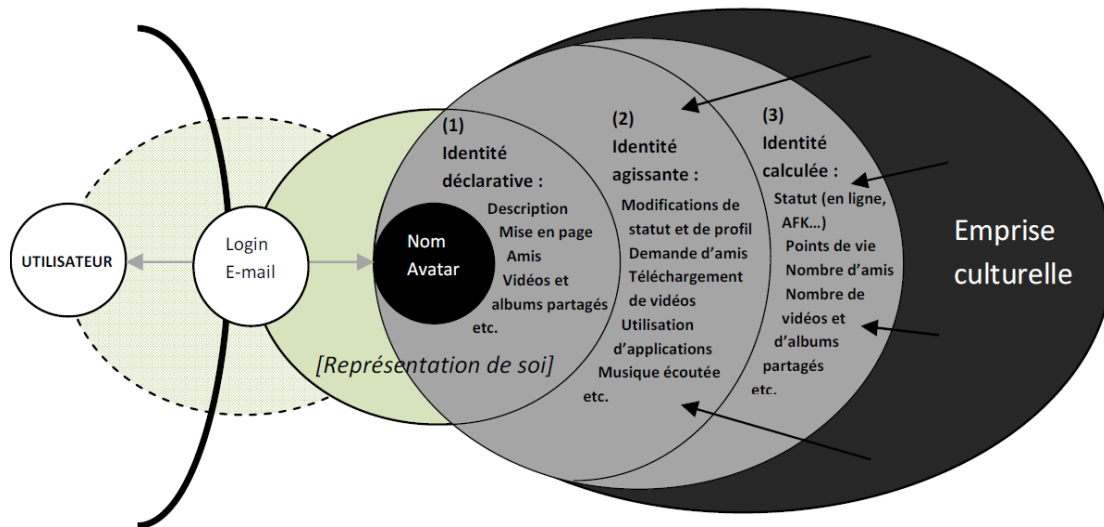 UTILISATEUR
Login
E-mail
Nom
Avatar
(1)
Identité
déclarative :
Description
Mise en page
Amis
Vidéos et
albums partagés
etc.
[Représentation de soi]
(2)
Identité
agissante :
Modifications de
statut et de profil
Demande d'amis
Téléchargement
de vidéos
Utilisation
d'applications
Musique écoutée
etc.
(3)
Identité
calculée :
Statut (en ligne,
AFK…)
Points de vie
Nombre d'amis
Nombre de
vidéos et
d'albums
partagés
etc.
Emprise
culturelle